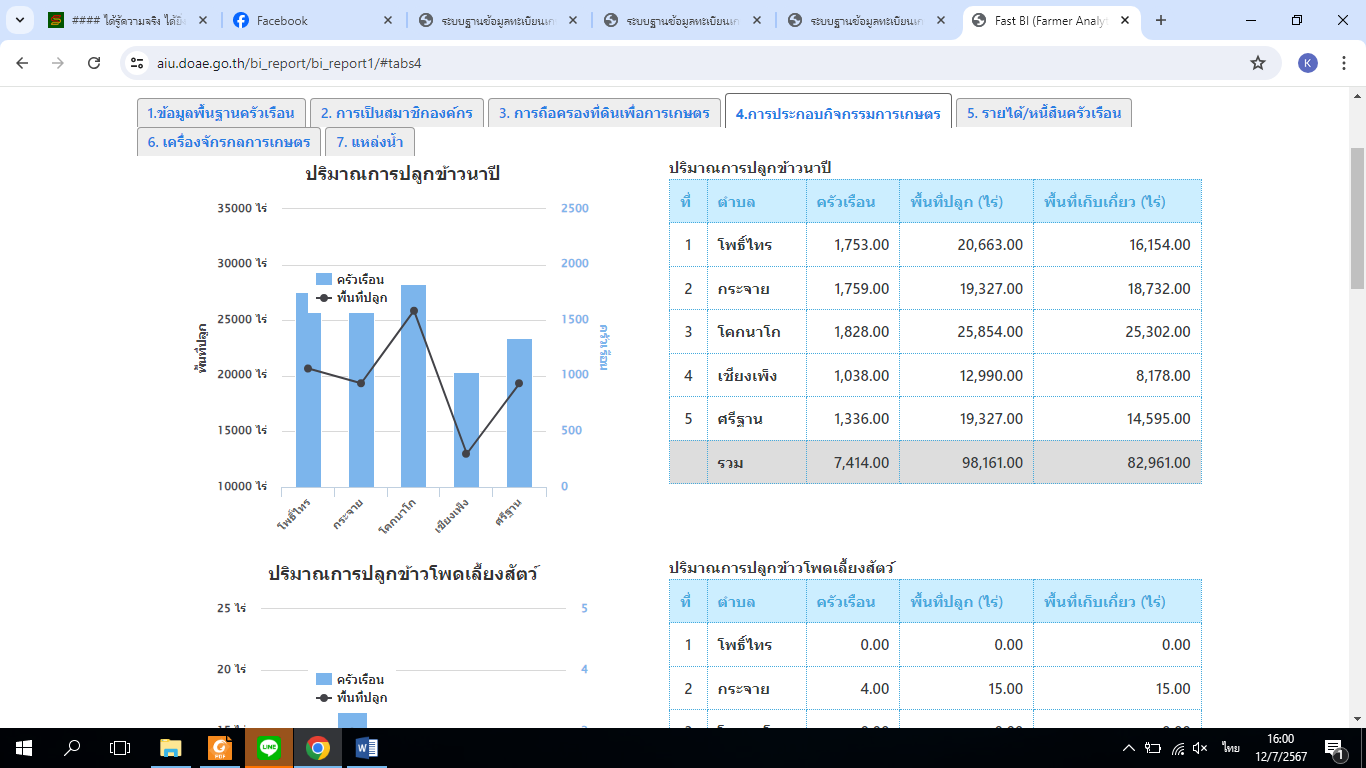 #### ได้รู้ความจริง ได้ยิ
Facebook
ระบบฐานข้อมูลทะเบียนเก
ระบบฐานข้อมูลทะเบียนเก
ระบบฐานข้อมูลทะเบียนเก
Fast BI (Farmer Analyt
aiu.doae.go.th/bi_report/bi_report1/#tabs4
K
1.ข้อมูลพื้นฐานครัวเรือน
2. การเป็นสมาชิกองค์กร
3. การถือครองที่ดินเพื่อการเกษตร
4.การประกอบกิจกรรมการเกษตร
5. รายได้/หนี้สินครัวเรือน
6. เครื่องจักรกลการเกษตร
7. แหล่งน้ำ
ปริมาณการปลูกข้าวนาปี
35000 ไร่ 2500
30000 ไร่ 2000
25000 ไร่ 1500
20000 ไร่ 1000
15000 ไร่ 500
10000 ไร่ 0
ครัวเรือน
พื้นที่ปลูก
พื้นที่ปลูก
ครัวเรือน
โพธิ์ไทร กระจาย โคกนาโก เชียงเพ็ง ศรีฐาน
ปริมาณการปลูกข้าวนาปี
ที่ ตำบล ครัวเรือน พื้นที่ปลูก (ไร่) พื้นที่เก็บเกี่ยว (ไร่)
1 โพธิ์ไทร 1,753.00 20,663.00 16,154.00
2 กระจาย 1,759.00 19,327.00 18,732.00
3 โคกนาโก 1,828.00 25,854.00 25,302.00
4 เชียงเพ็ง 1,038.00 12,990.00 8,178.00
5 ศรีฐาน 1,336.00 19,327.00 14,595.00
รวม 7,414.00 98,161.00 82,961.00
ปริมาณการปลูกข้าวโพดเลี้ยงสัตว์
25 ไร่ 5
20 ไร่ 4
ครัวเรือน
พื้นที่ปลูก
ปริมาณการปลูกข้าวโพดเลี้ยงสัตว์
ที่ ตำบล ครัวเรือน พื้นที่ปลูก (ไร่) พื้นที่เก็บเกี่ยว (ไร่)
1 โพธิ์ไทร 0.00 0.00 0.00
2 กระจาย 4.00 15.00 15.00
ไทย
16:00
12/7/2567
1